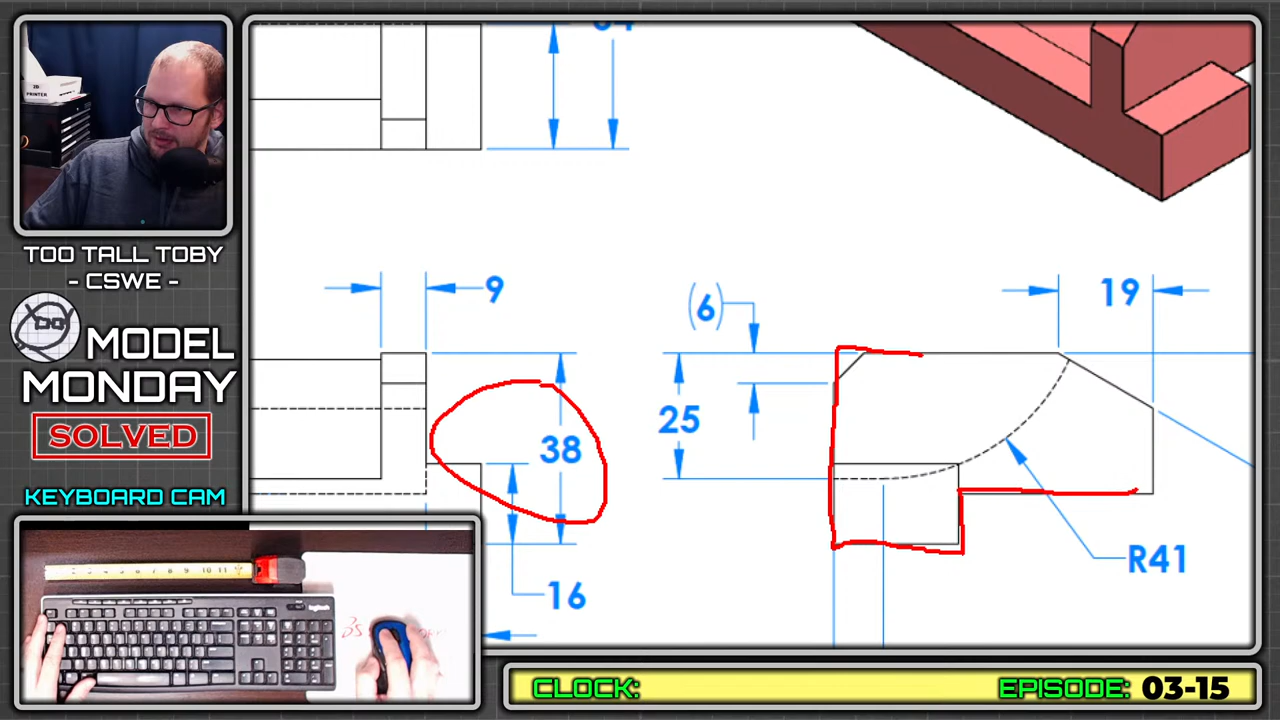 TOO TALL TOBY
- CSWE -
MODEL
MONDAY
SOLVED
KEYBOARD CAM
9
(6)
19
25
38
16
R41
CLOCK:
EPISODE: 03-15